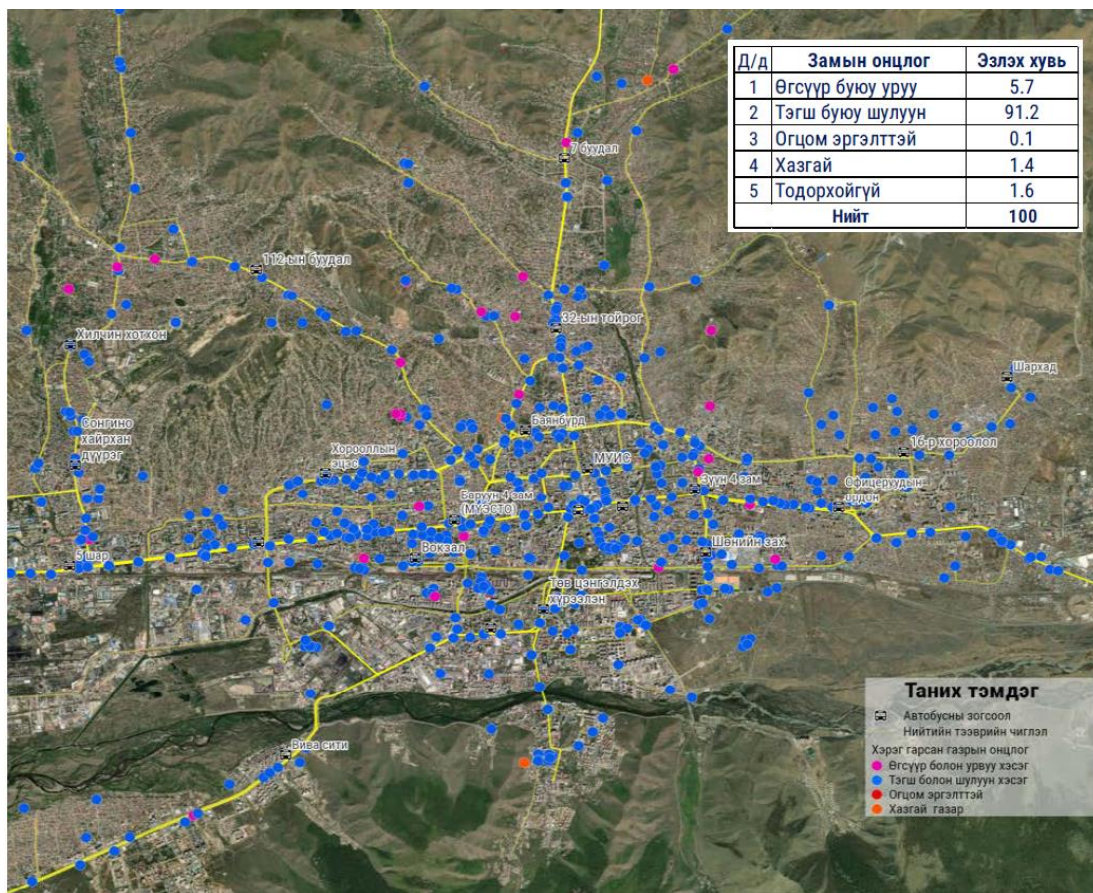 Д/д Замын онцлог Эзлэх хувь
1 Өгсүүр буюу уруу 5.7
2 Тэгш буюу шулуун 91.2
3 Огцом эргэлттэй 0.1
4 Хазгай 1.4
5 Тодорхойгүй 1.6
Нийт 100
7 буудал
112-ын буудал
32-ын тойрог
Хилчин хотхон
Шархад
Сонгино
хайрхан
дүүрэг
Баянбурд
16-р хороолол
Хорооллын
эцэс
МУИС
Зүүн 4 зам
Офицеруудын
ордон
Баруун 4 зам
(МУЭСТО)
5 шар
Вокзал
Шөнийн зах
Төв цэнгэлдэх
хүрээлэн
Вива сити
Таних тэмдэг
Автобусны зогсоол
Нийтийн тээврийн чиглэл
Хэрэг гарсан газрын онцлог
Өгсүүр болон урвуу хэсэг
Тэгш болон шулуун хэсэг
Огцом эргэлттэй
Хазгай газар